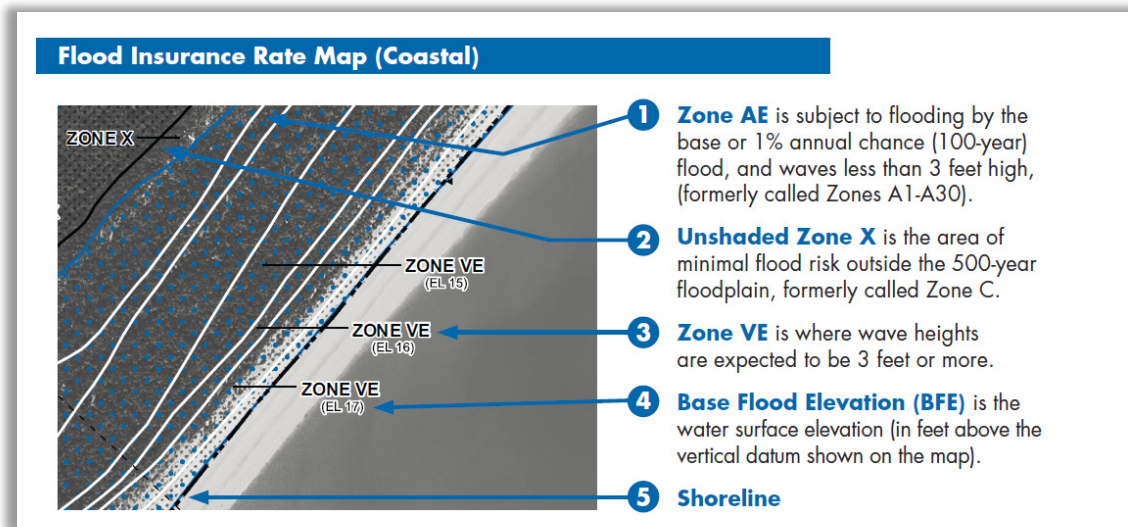 Flood Insurance Rate Map (Coastal)
ZONE X
ZONE VE
(EL 15)
ZONE VE
(EL 16)
ZONE VE
(EL 17)
1 Zone AE is subject to flooding by the
base or 1% annual chance (100-year)
flood, and waves less than 3 feet high,
(formerly called Zones A1-A30).
2 Unshaded Zone X is the area of
minimal flood risk outside the 500-year
floodplain, formerly called Zone C.
3 Zone VE is where wave heights
are expected to be 3 feet or more.
4 Base Flood Elevation (BFE) is the
water surface elevation (in feet above the
vertical datum shown on the map).
5 Shoreline